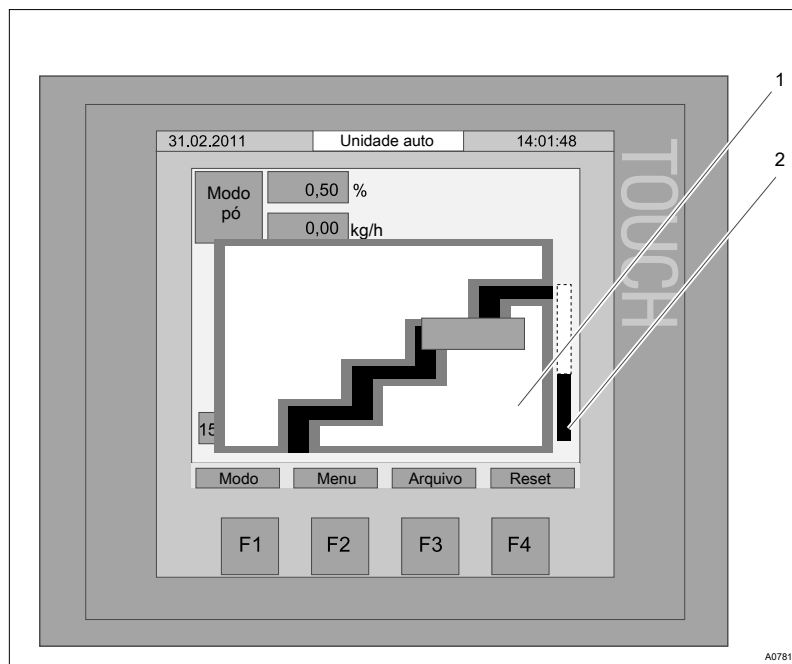 1
2
31.02.2011 Unidade auto 14:01:48
TOUCH
Modo
pó
0,50 %
0,00 kg/h
15
Modo Menu Arquivo Reset
F1 F2 F3 F4
A0781